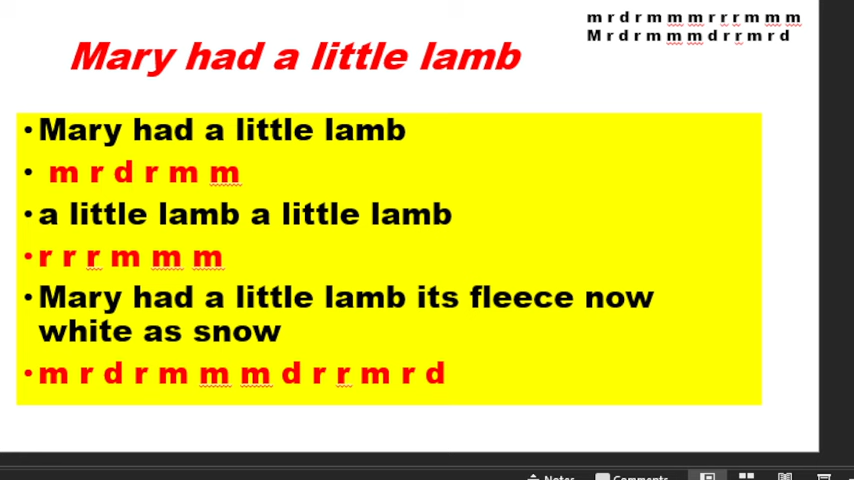 m r d r m m m r r r m m m
M r d r m m m d r r m r d
Mary had a little lamb
• Mary had a little lamb
• m r d r m m
• a little lamb a little lamb
• r r r m m m
• Mary had a little lamb its fleece now
white as snow
• m r d r m m m d r r m r d
Notes Comments